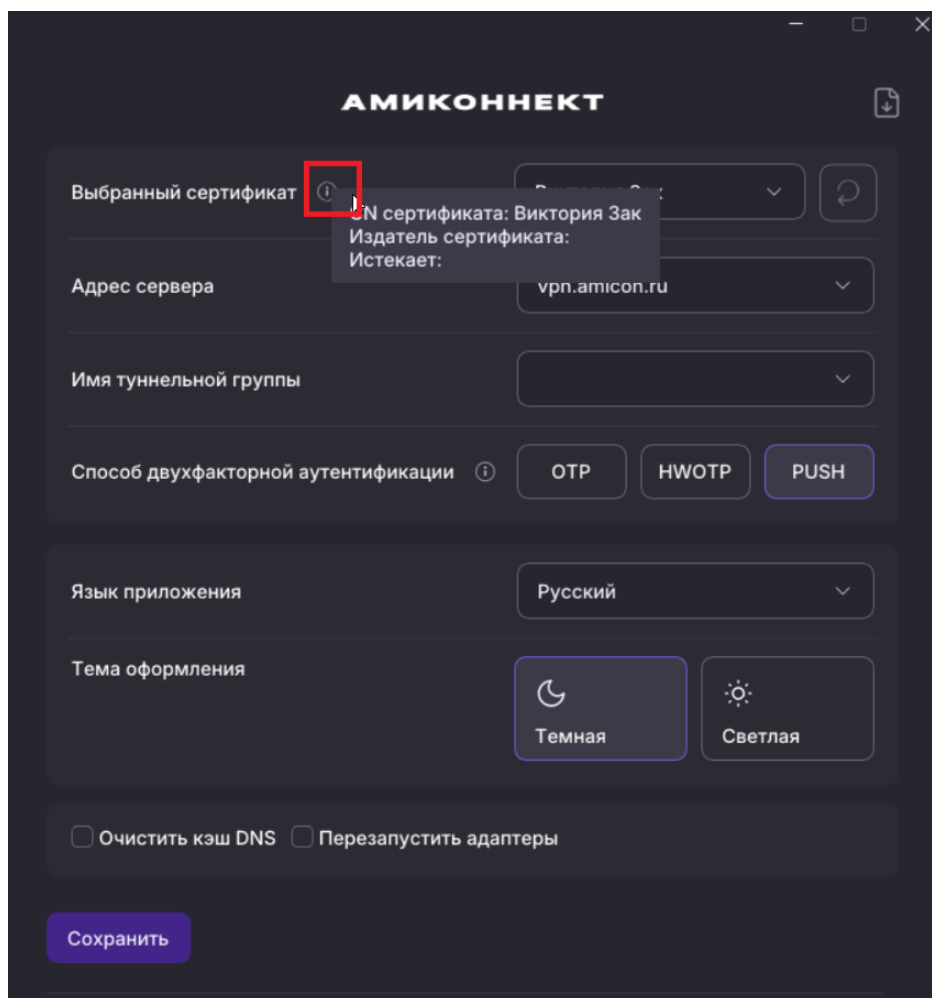 АМИКОННЕКТ
Выбранный сертификат
CN сертификата: Виктория Зак
Издатель сертификата:
Истекает:
Адрес сервера
vpn.amicon.ru
Имя туннельной группы
Способ двухфакторной аутентификации
OTP
HWOTP
PUSH
Язык приложения
Русский
Тема оформления
Темная
Светлая
Очистить кэш DNS
Перезапустить адаптеры
Сохранить